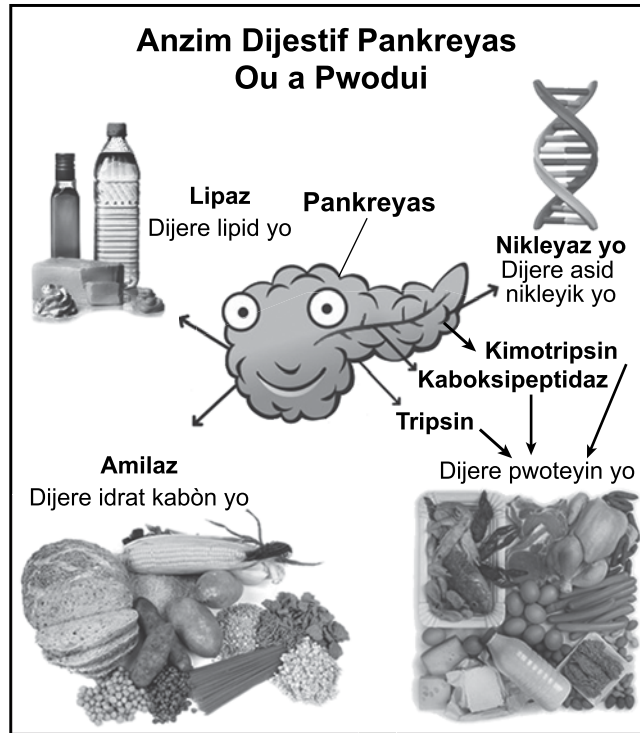 Anzim Dijestif Pankreyas
Ou a Pwodui
Lipaz
Dijere lipid yo
Pankreyas
Nikleyaz yo
Dijere asid
nikleyik yo
Kimotripsin
Kaboksipeptidaz
Tripsin
Dijere pwoteyin yo
Amilaz
Dijere idrat kabòn yo